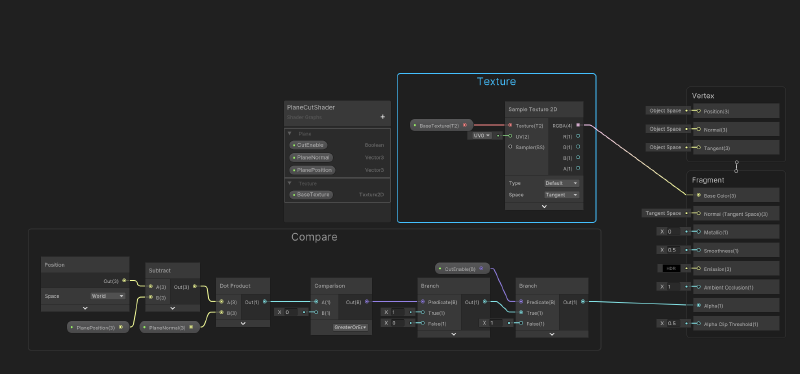 Texture
PlaneCutShader
Shader Graphs
+
Plane
CutEnable Boolean
PlaneNormal Vector3
PlanePosition Vector3
Texture
BaseTexture Texture2D
BaseTexture(T2)
Sample Texture 2D
Texture(T2) RGBA(4)
UV0 UV(2) R(1)
Sampler(SS) G(1)
B(1)
A(1)
Type Default
Space Tangent
Vertex
Object Space Position(3)
Object Space Normal(3)
Object Space Tangent(3)
Fragment
Base Color(3)
Tangent Space Normal (Tangent Space)(3)
X 0 Metallic(1)
X 0.5 Smoothness(1)
HDR Emission(3)
X 1 Ambient Occlusion(1)
Alpha(1)
X 0.5 Alpha Clip Threshold(1)
Compare
Position
Out(3)
Space World
PlanePosition(3)
Subtract
A(3) Out(3)
B(3)
PlaneNormal(3)
Dot Product
A(3) Out(1)
B(3)
Comparison
A(1) Out(B)
X 0 B(1)
CutEnable(B)
Branch
Predicate(B) Out(1)
X 1 True(1)
X 0 False(1)
Branch
Predicate(B) Out(1)
True(1)
X 1 False(1)